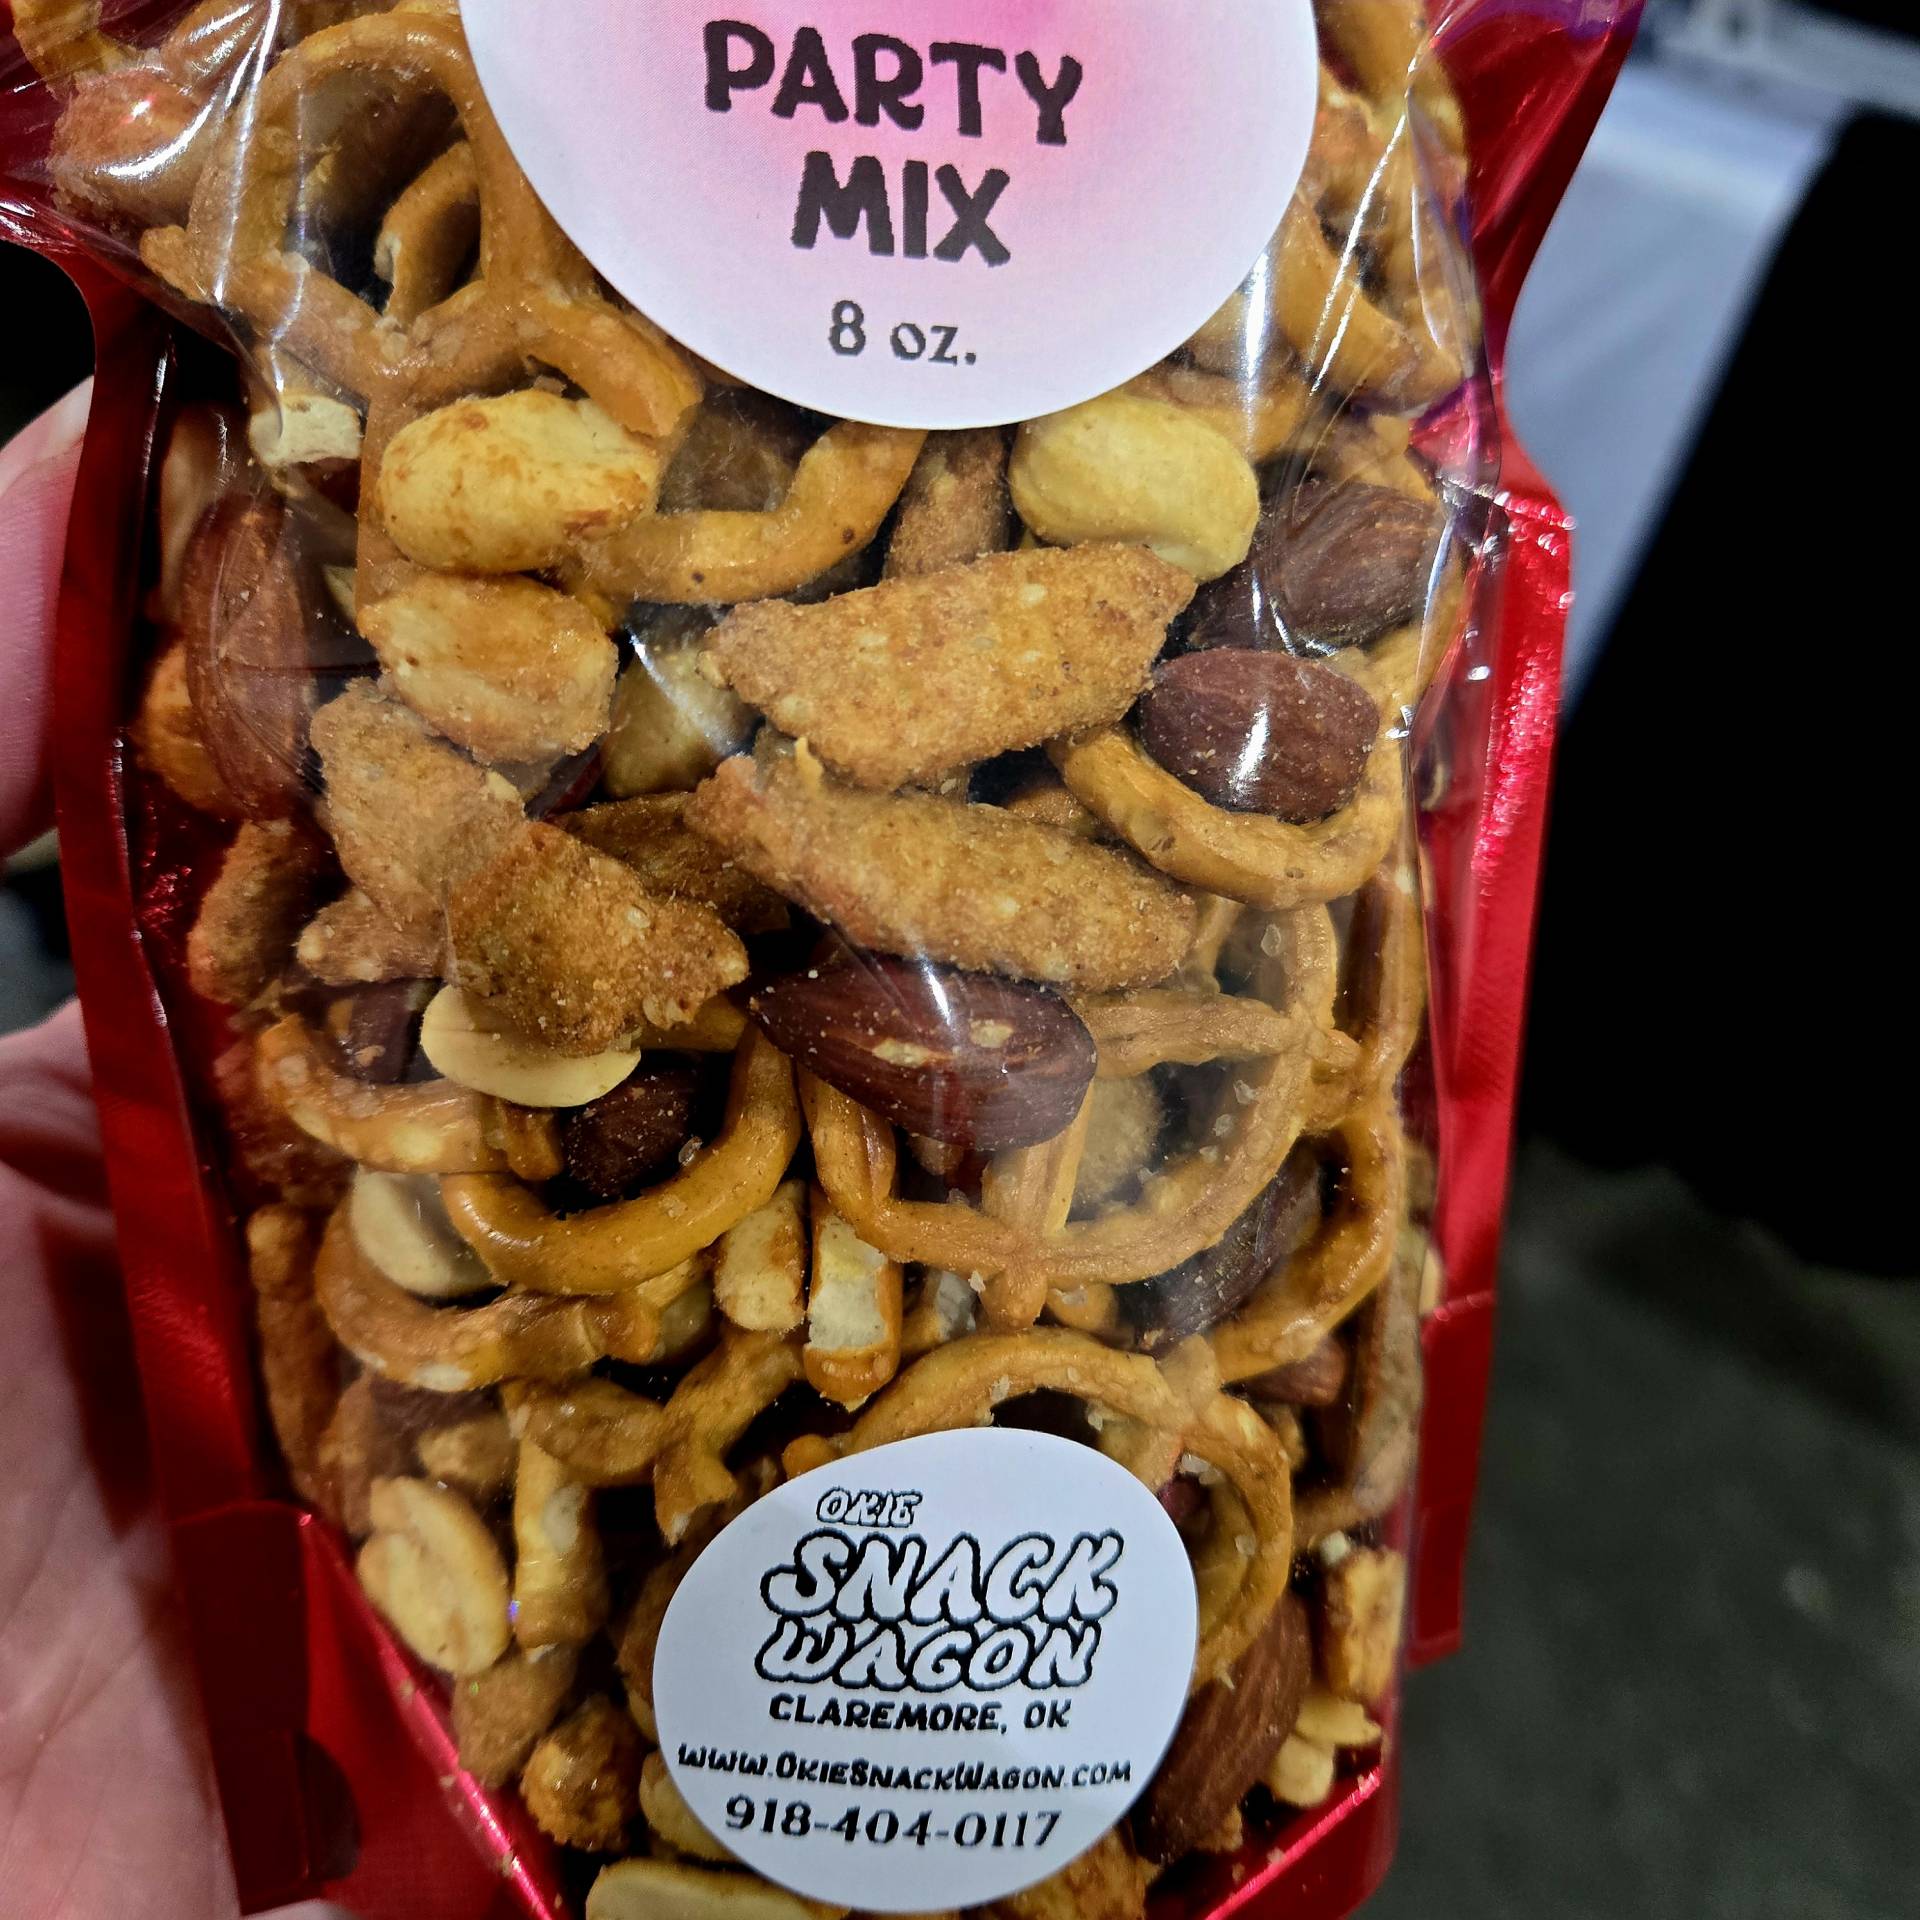 PARTY
MIX
8 oz.
OKIE
SNACK
WAGON
CLAREMORE, OK
www.OkieSnackWagon.com
918-404-0117